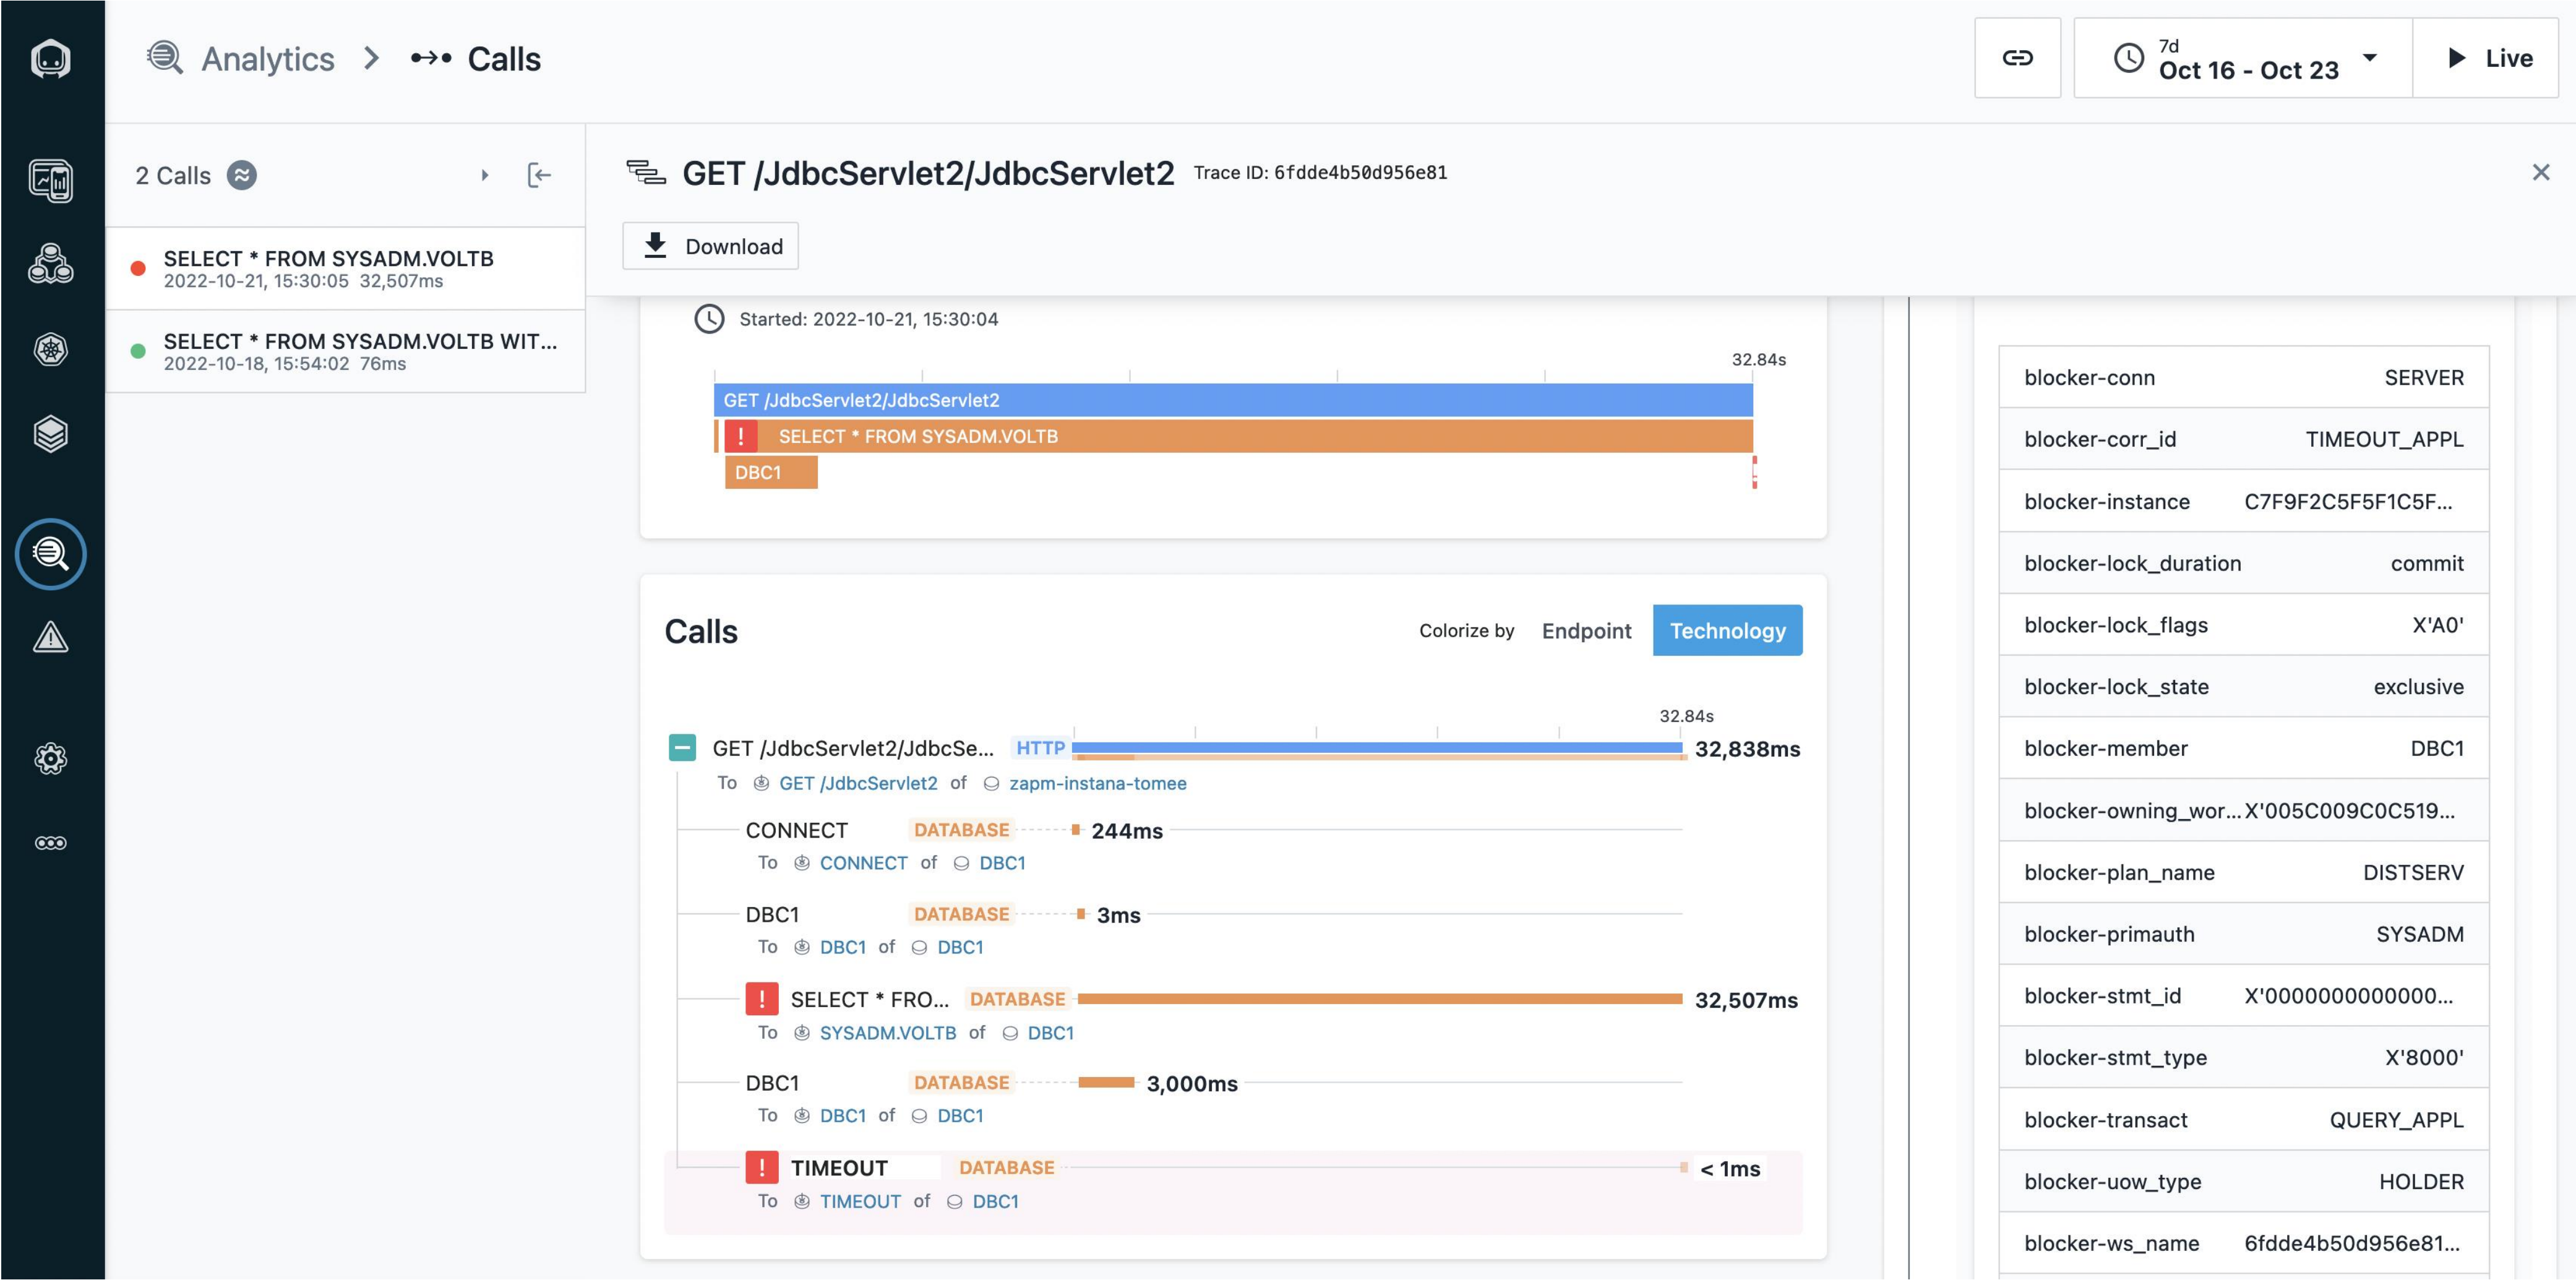 Analytics > Calls
7d
Oct 16 - Oct 23
Live
2 Calls
SELECT * FROM SYSADM.VOLTB
2022-10-21, 15:30:05 32,507ms
SELECT * FROM SYSADM.VOLTB WIT...
2022-10-18, 15:54:02 76ms
GET /JdbcServlet2/JdbcServlet2 Trace ID: 6fdde4b50d956e81
Download
Started: 2022-10-21, 15:30:04
32.84s
GET /JdbcServlet2/JdbcServlet2
! SELECT * FROM SYSADM.VOLTB
DBC1
Calls
Colorize by Endpoint Technology
32.84s
GET /JdbcServlet2/JdbcSe... HTTP 32,838ms
To GET /JdbcServlet2 of zapm-instana-tomee
CONNECT DATABASE 244ms
To CONNECT of DBC1
DBC1 DATABASE 3ms
To DBC1 of DBC1
! SELECT * FRO... DATABASE 32,507ms
To SYSADM.VOLTB of DBC1
DBC1 DATABASE 3,000ms
To DBC1 of DBC1
! TIMEOUT DATABASE < 1ms
To TIMEOUT of DBC1
blocker-conn SERVER
blocker-corr_id TIMEOUT_APPL
blocker-instance C7F9F2C5F5F1C5F...
blocker-lock_duration commit
blocker-lock_flags X'A0'
blocker-lock_state exclusive
blocker-member DBC1
blocker-owning_wor... X'005C009C0C519...
blocker-plan_name DISTSERV
blocker-primauth SYSADM
blocker-stmt_id X'0000000000000...
blocker-stmt_type X'8000'
blocker-transact QUERY_APPL
blocker-uow_type HOLDER
blocker-ws_name 6fdde4b50d956e81...